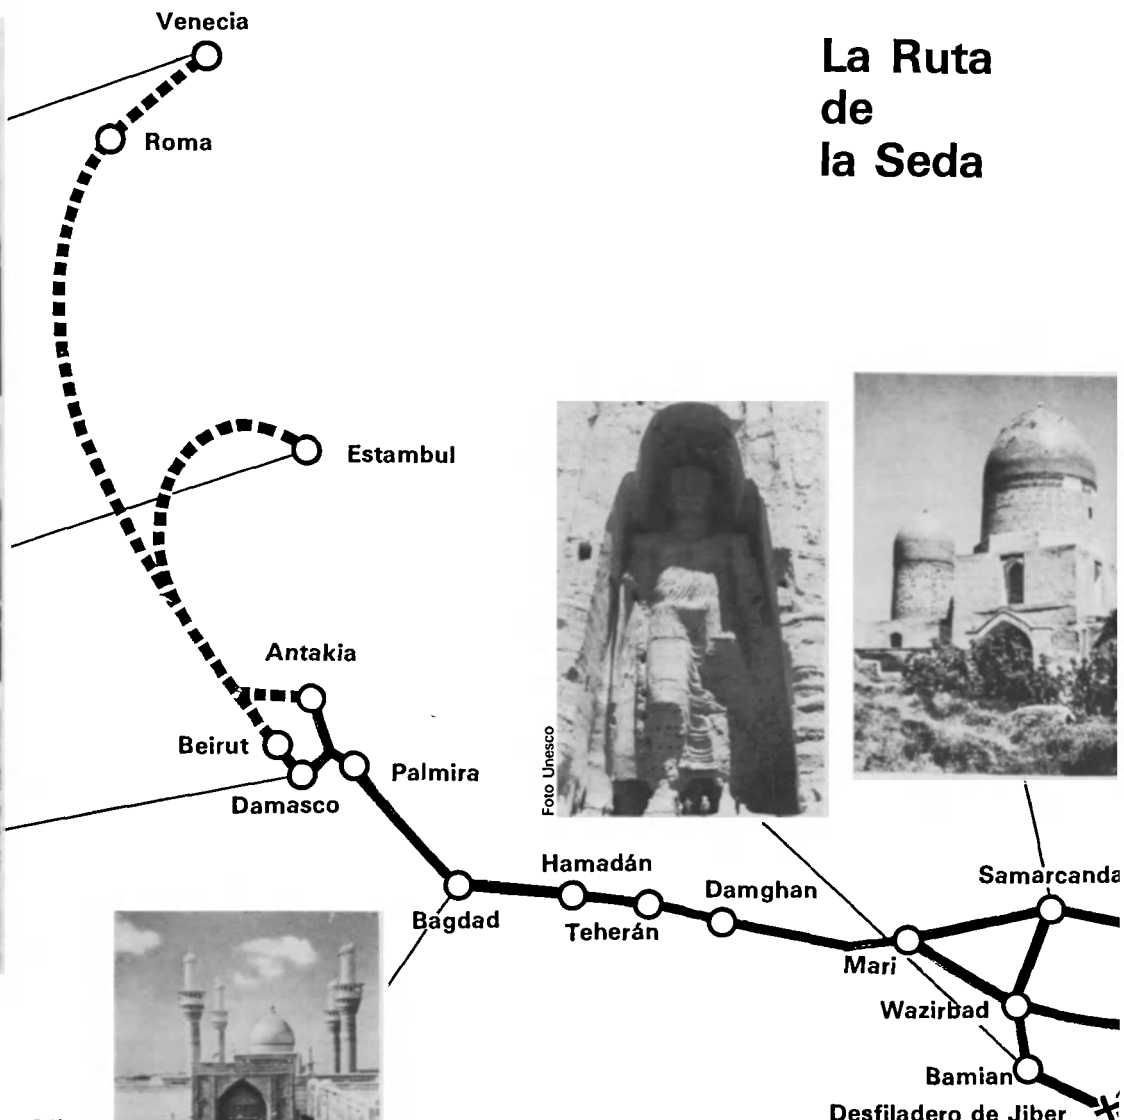 Venecia
La Ruta
de
la Seda
Roma
Estambul
Antakia
Beirut
Palmira
Damasco
Foto Unesco
Hamadán
Damghan
Samarcanda
Bagdad
Teherán
Mari
Wazirbad
Bamian
Desfiladero de Jiber